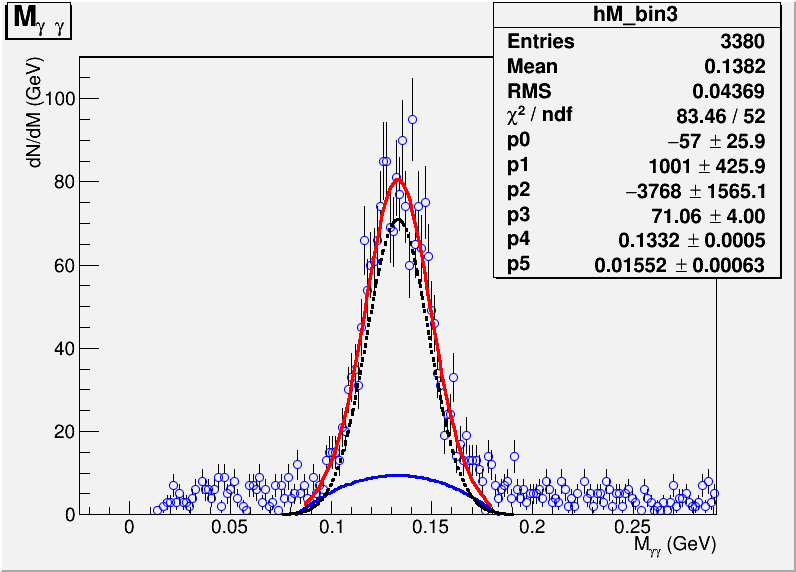 M_γ γ
hM_bin3
Entries 3380
Mean 0.1382
RMS 0.04369
χ² / ndf 83.46 / 52
p0 −57 ± 25.9
p1 1001 ± 425.9
p2 −3768 ± 1565.1
p3 71.06 ± 4.00
p4 0.1332 ± 0.0005
p5 0.01552 ± 0.00063
dN/dM (GeV)
100
80
60
40
20
0
0 0.05 0.1 0.15 0.2 0.25
M_γγ (GeV)